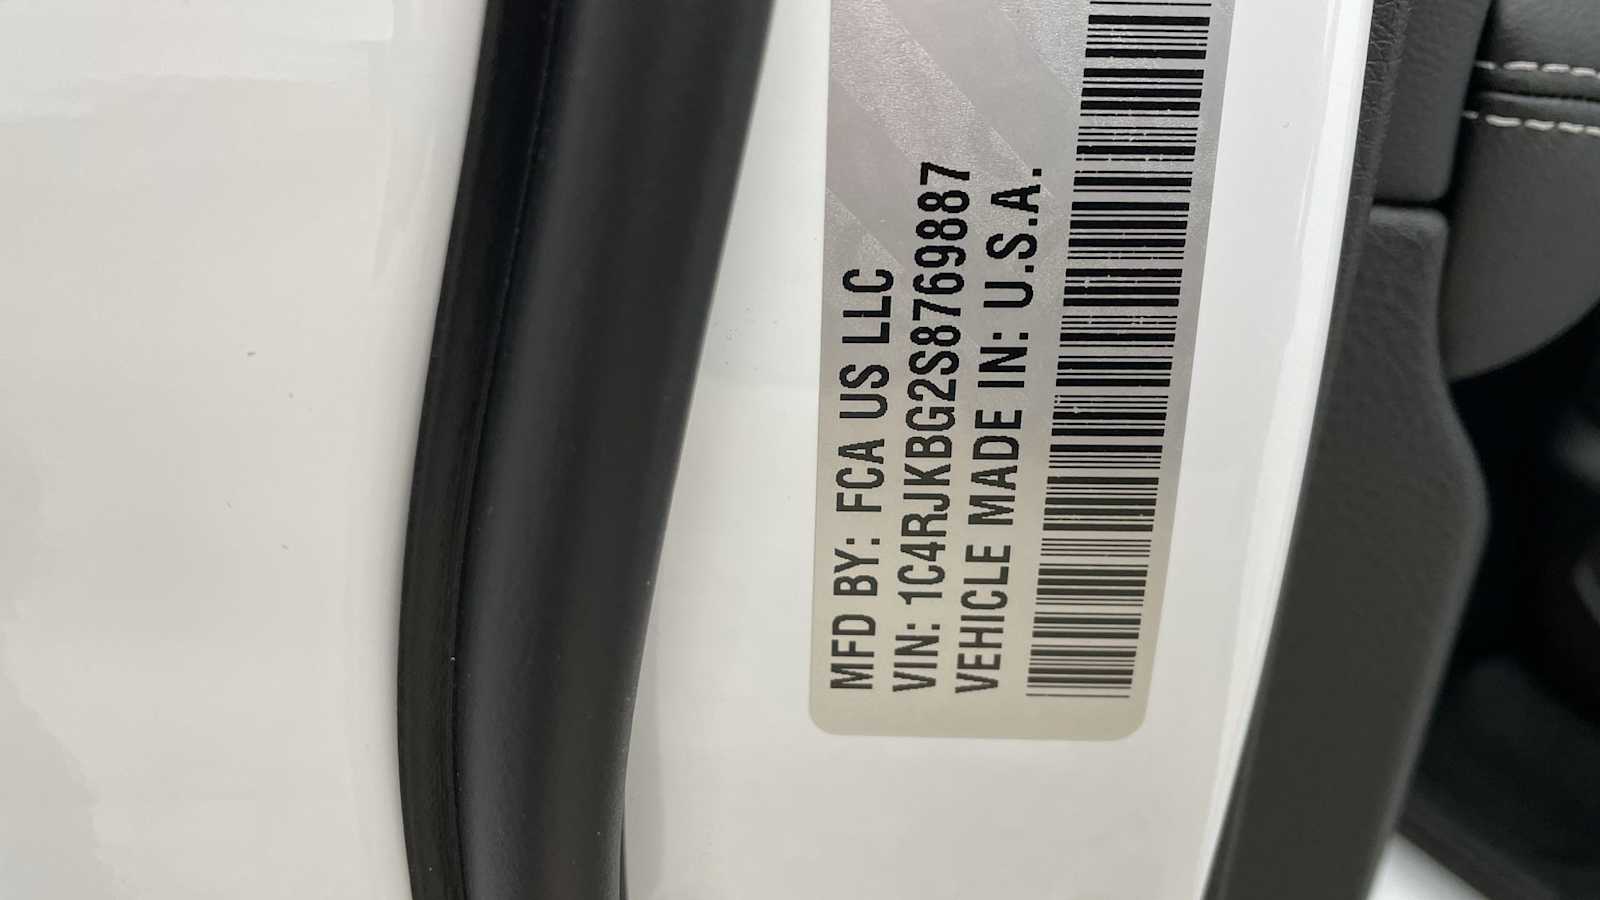 MFD BY: FCA US LLC
VIN: 1C4RJKBG2S8769887
VEHICLE MADE IN: U.S.A.